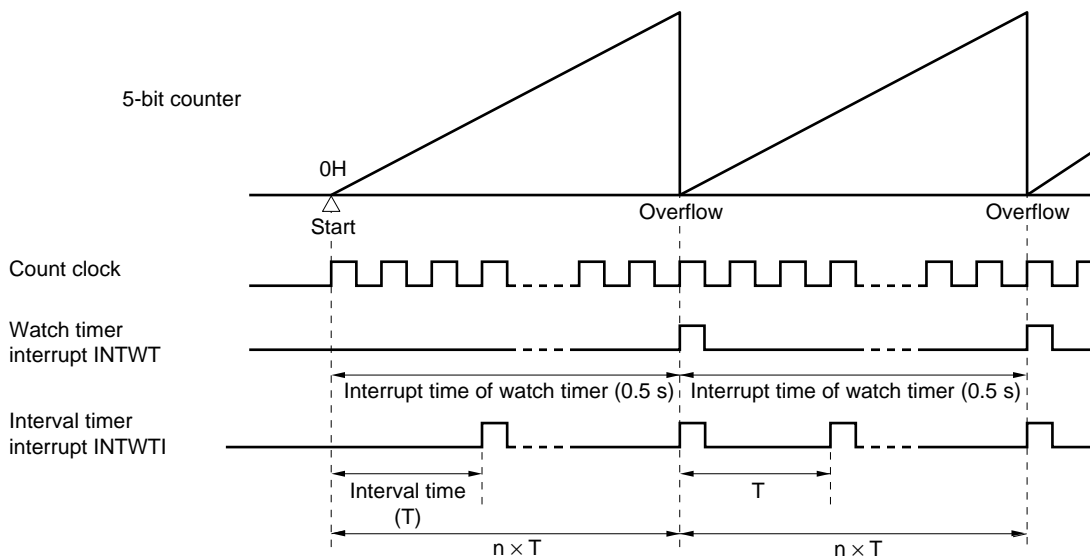 5-bit counter
0H
Start
Overflow
Overflow
Count clock
Watch timer
interrupt INTWT
Interrupt time of watch timer (0.5 s)
Interrupt time of watch timer (0.5 s)
Interval timer
interrupt INTWTI
Interval time
(T)
T
n × T
n × T